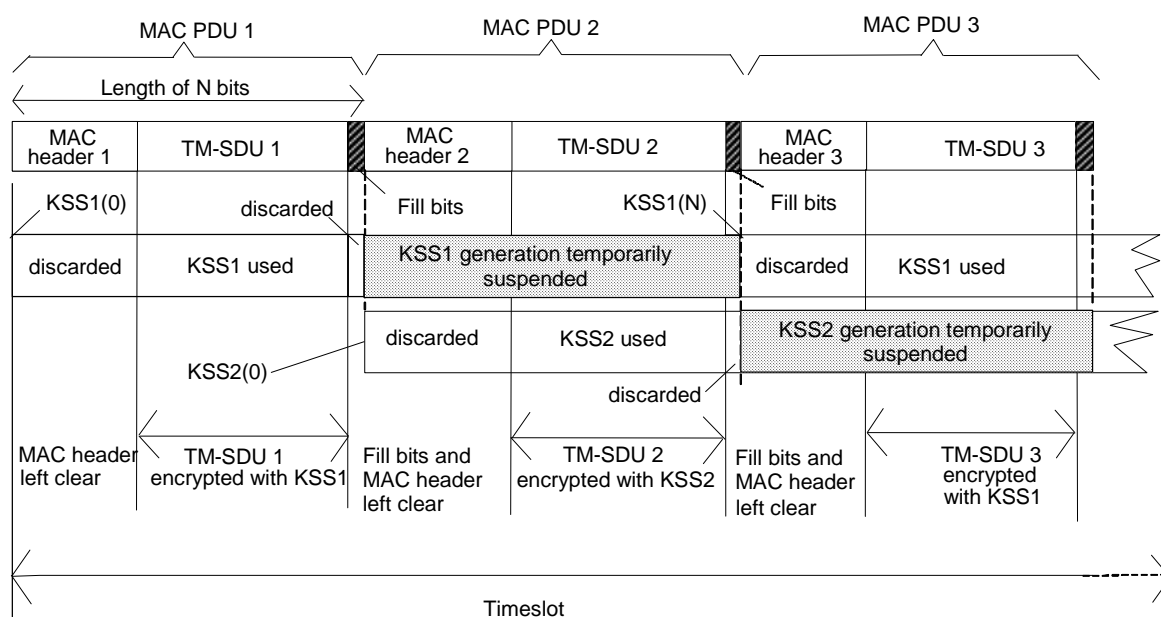 MAC PDU 1
MAC PDU 2
MAC PDU 3
Length of N bits
MAC
header 1
TM-SDU 1
MAC
header 2
TM-SDU 2
MAC
header 3
TM-SDU 3
KSS1(0)
discarded
Fill bits
KSS1(N)
Fill bits
discarded
KSS1 used
KSS1 generation temporarily
suspended
discarded
KSS1 used
KSS2(0)
discarded
KSS2 used
KSS2 generation temporarily
suspended
discarded
MAC header
left clear
TM-SDU 1
encrypted with KSS1
Fill bits and
MAC header
left clear
TM-SDU 2
encrypted with KSS2
Fill bits and
MAC header
left clear
TM-SDU 3
encrypted
with KSS1
Timeslot